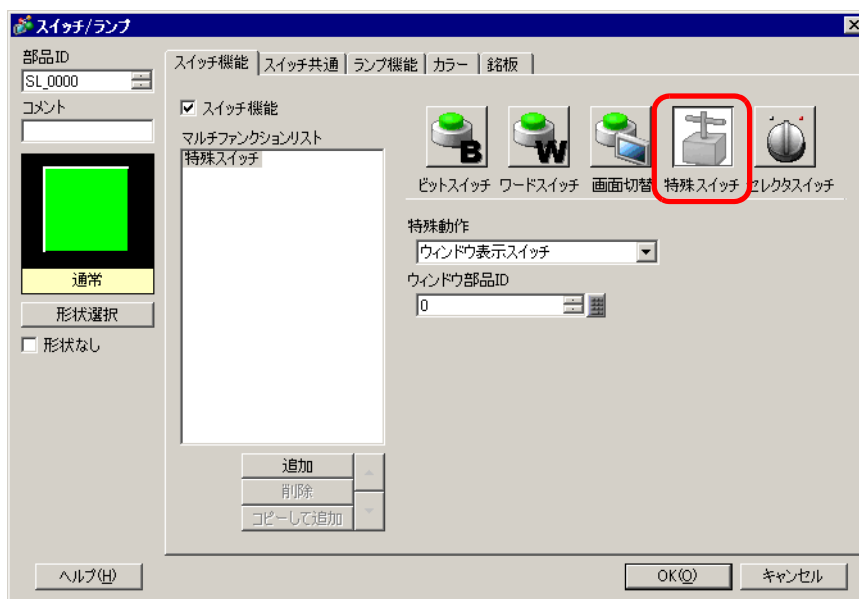 スイッチ/ランプ
部品ID
SL_0000
コメント
通常
形状選択
形状なし
スイッチ機能 スイッチ共通 ランプ機能 カラー 銘板
スイッチ機能
マルチファンクションリスト
特殊スイッチ
追加
削除
コピーして追加
B W
ビットスイッチ ワードスイッチ 画面切替 特殊スイッチ セレクタスイッチ
特殊動作
ウィンドウ表示スイッチ
ウィンドウ部品ID
0
ヘルプ(H) OK(O) キャンセル